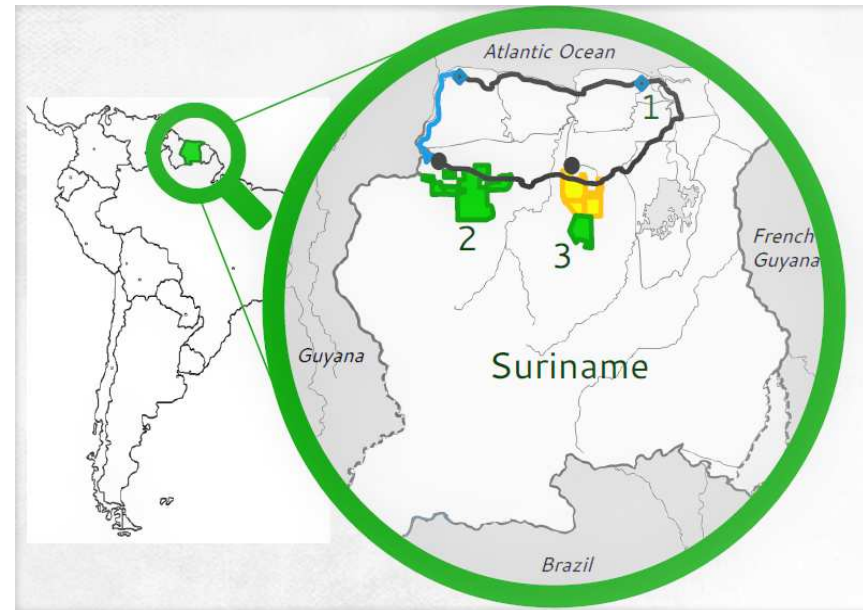 Atlantic Ocean
1
2
3
French
Guyana
Guyana
Suriname
Brazil